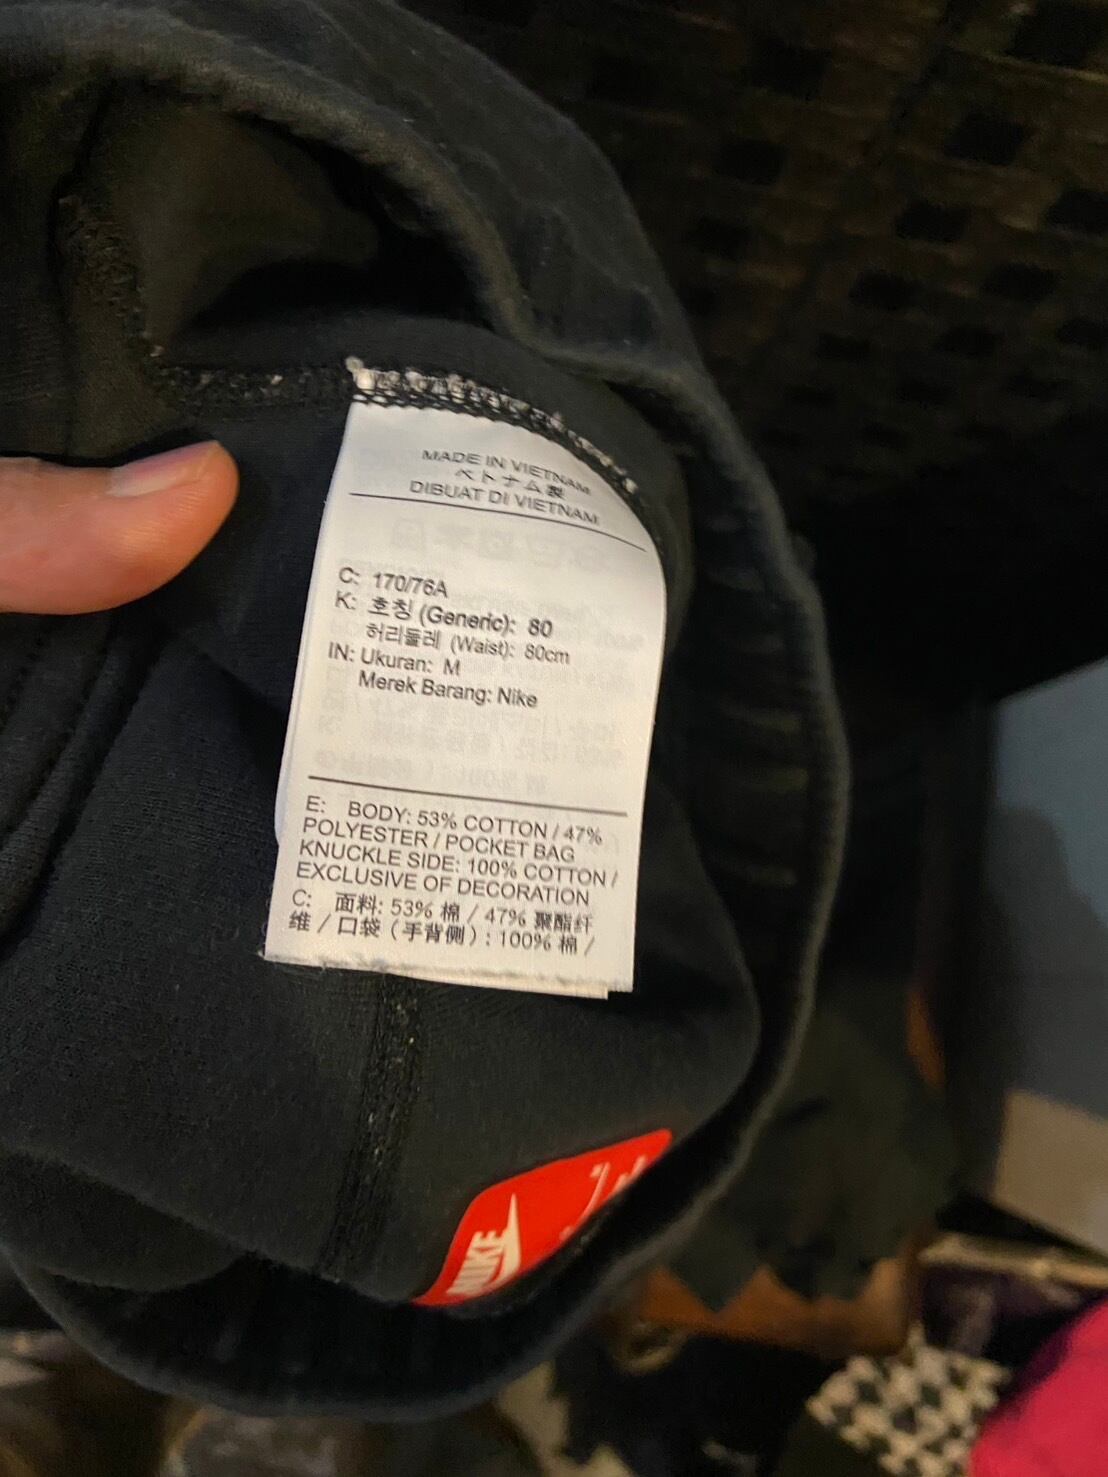 MADE IN VIETNAM
ベトナム製
DIBUAT DI VIETNAM
C: 170/76A
K: 호칭 (Generic): 80
허리둘레 (Waist): 80cm
IN: Ukuran: M
Merek Barang: Nike
E: BODY: 53% COTTON / 47%
POLYESTER / POCKET BAG
KNUCKLE SIDE: 100% COTTON /
EXCLUSIVE OF DECORATION
C: 面料: 53% 棉 / 47% 聚酯纤
维 / 口袋 (手背侧) : 100% 棉 /
NIKE